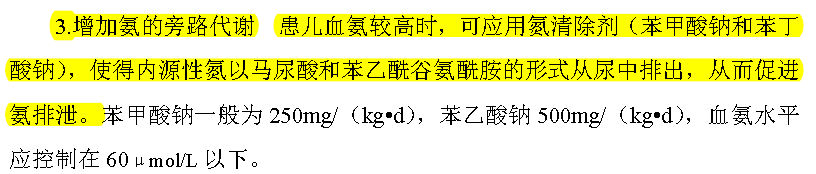 3.增加氨的旁路代谢 患儿血氨较高时，可应用氮清除剂（苯甲酸钠和苯丁
酸钠），使得内源性氨以马尿酸和苯乙酰谷氨酰胺的形式从尿中排出，从而促进
氨排泄。苯甲酸钠一般为 250mg/（kg•d），苯乙酸钠 500mg/（kg•d），血氨水平
应控制在 60μmol/L 以下。